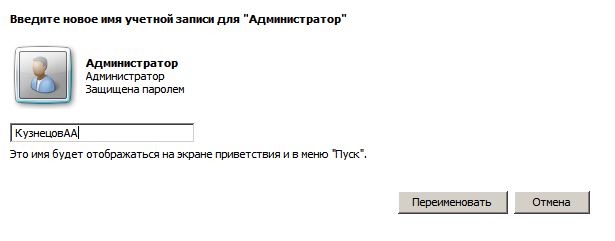 Введите новое имя учетной записи для "Администратор"
Администратор
Администратор
Защищена паролем
КузнецовАА
Это имя будет отображаться на экране приветствия и в меню "Пуск".
Переименовать Отмена